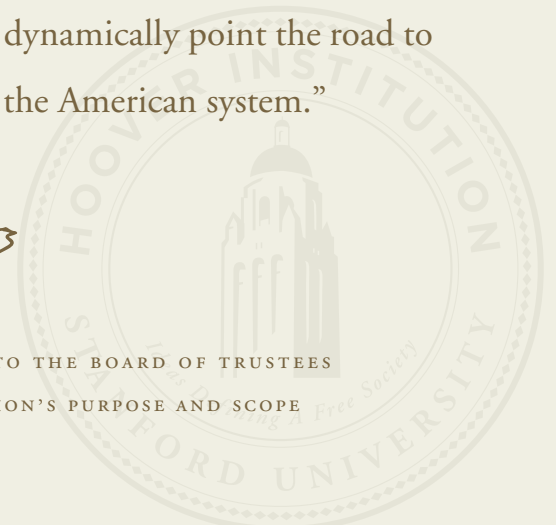 dynamically point the road to
the American system.”
TO THE BOARD OF TRUSTEES
ION’S PURPOSE AND SCOPE
HOOVER INSTITUTION
Ideas Defining A Free Society
STANFORD UNIVERSITY